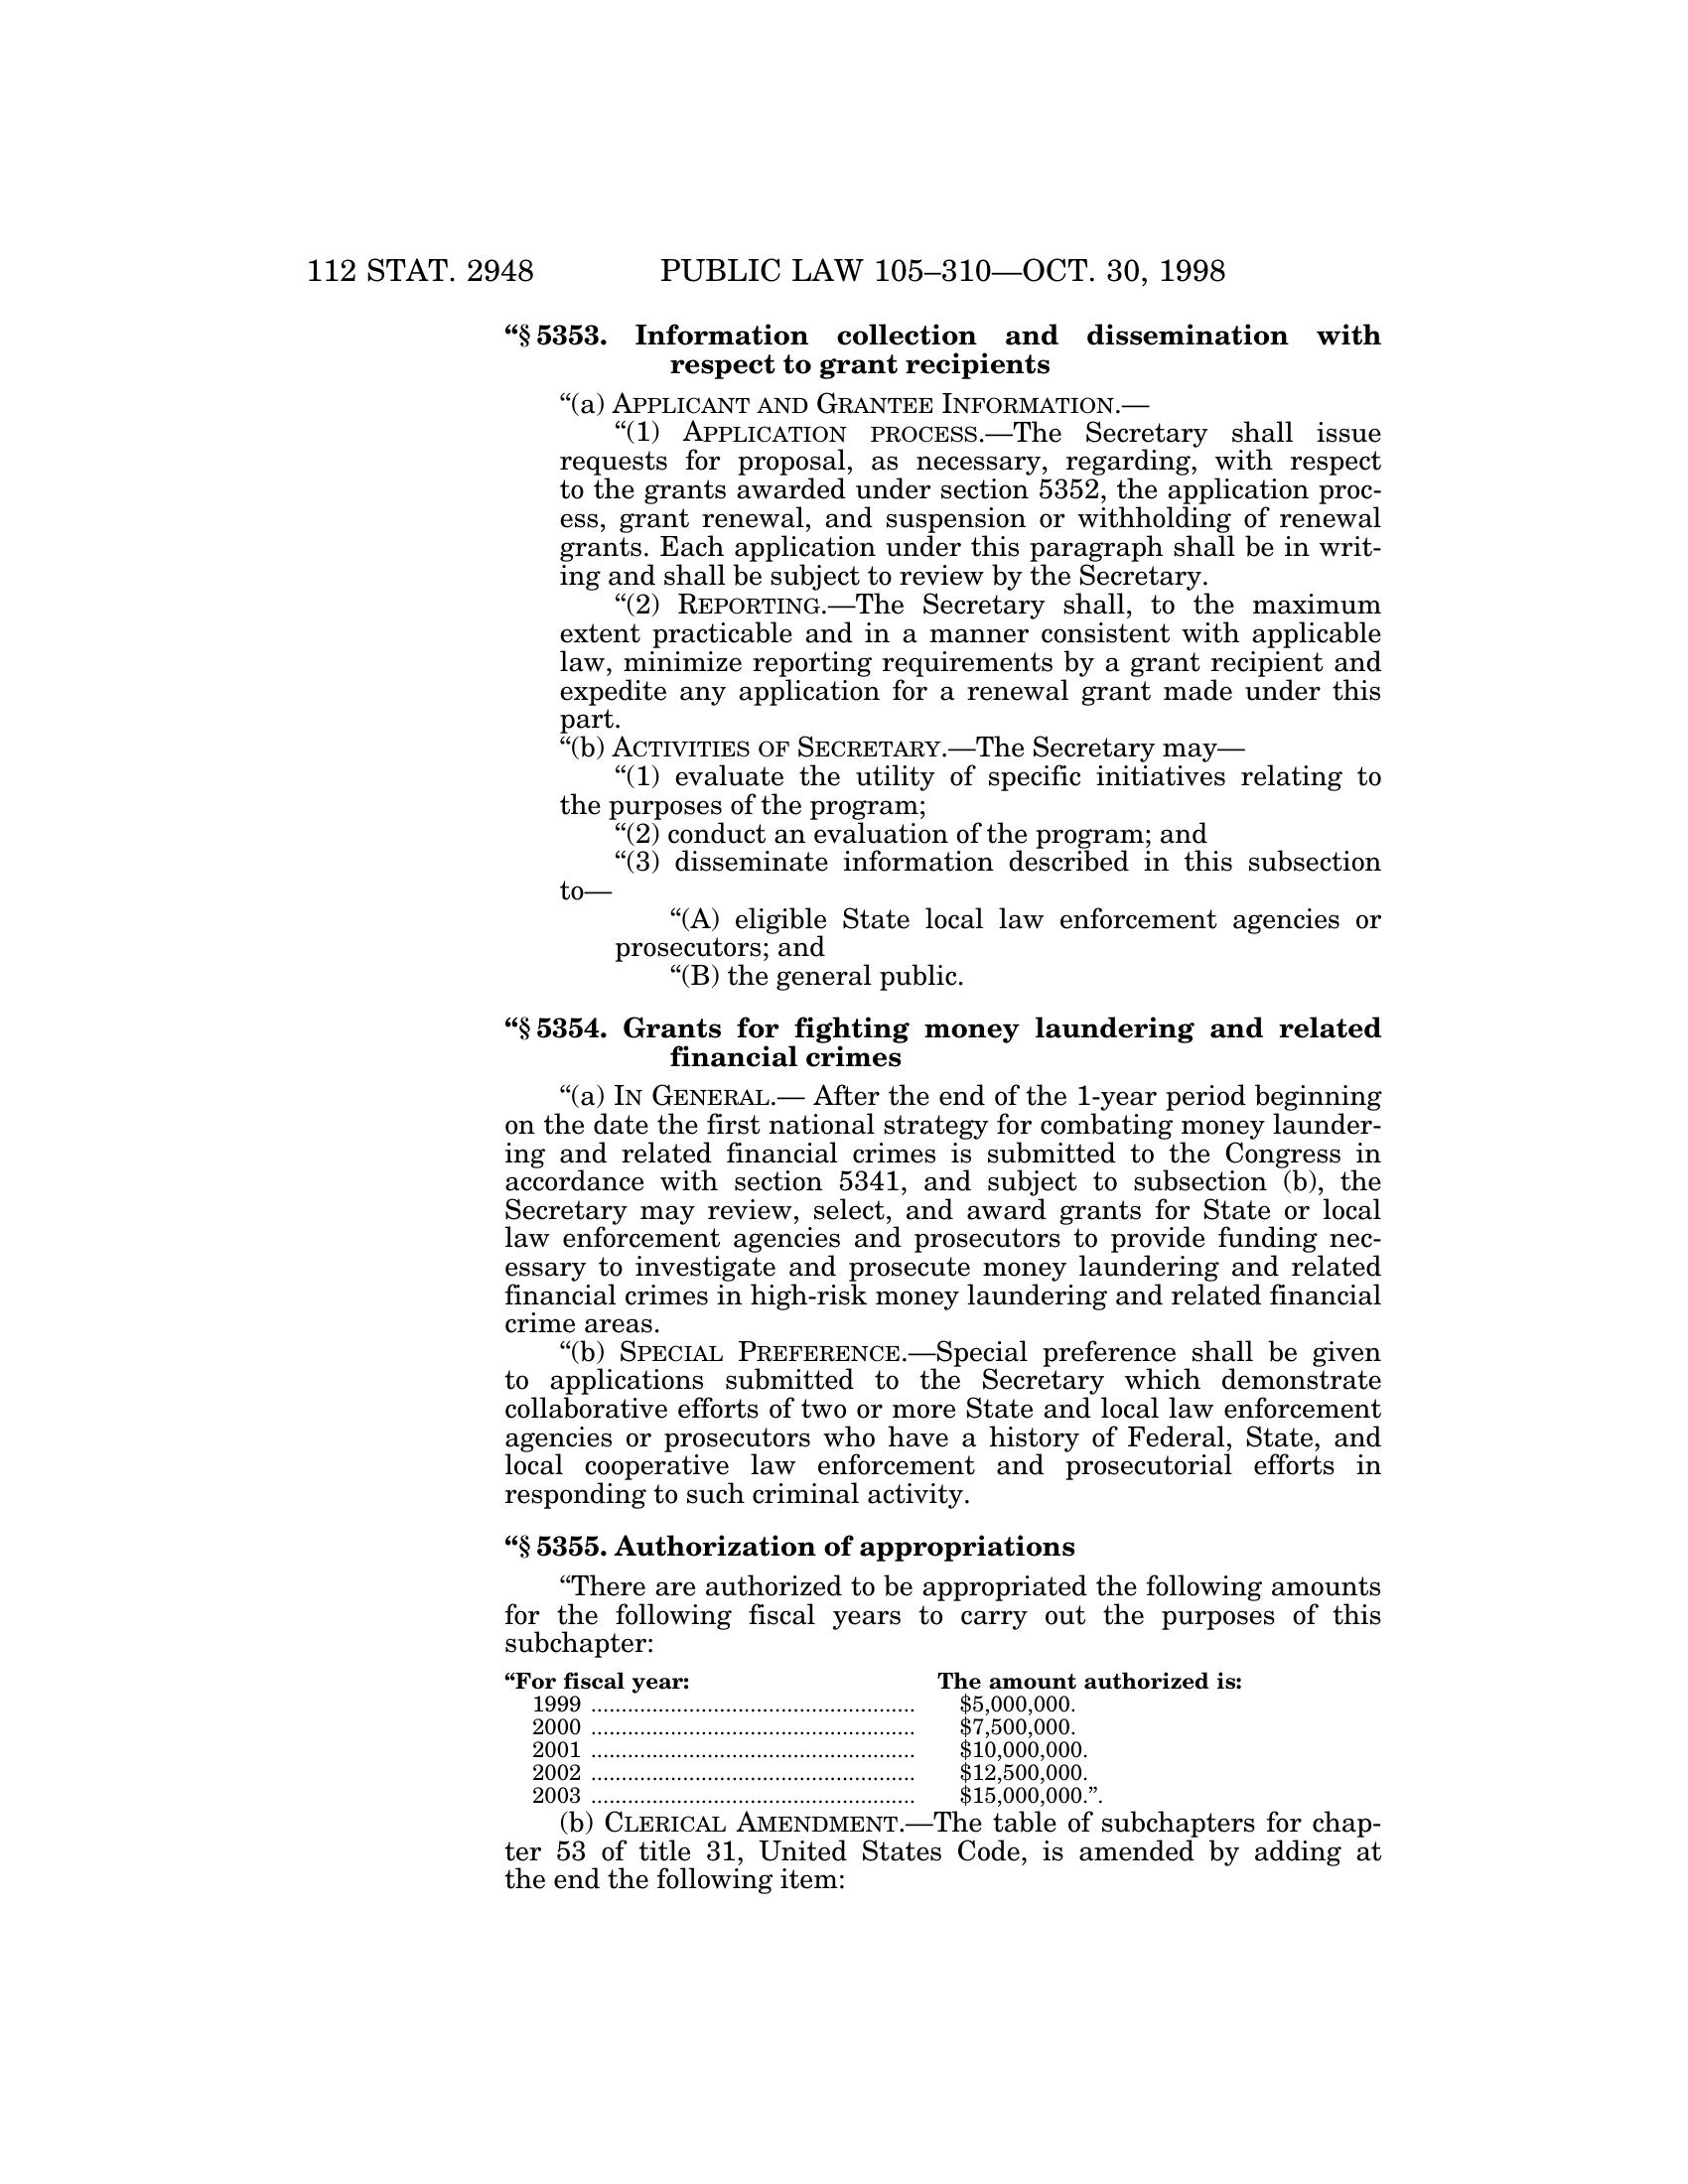 112 STAT. 2948 PUBLIC LAW 105–310—OCT. 30, 1998
“§ 5353. Information collection and dissemination with
respect to grant recipients
“(a) APPLICANT AND GRANTEE INFORMATION.—
“(1) APPLICATION PROCESS.—The Secretary shall issue
requests for proposal, as necessary, regarding, with respect
to the grants awarded under section 5352, the application proc-
ess, grant renewal, and suspension or withholding of renewal
grants. Each application under this paragraph shall be in writ-
ing and shall be subject to review by the Secretary.
“(2) REPORTING.—The Secretary shall, to the maximum
extent practicable and in a manner consistent with applicable
law, minimize reporting requirements by a grant recipient and
expedite any application for a renewal grant made under this
part.
“(b) ACTIVITIES OF SECRETARY.—The Secretary may—
“(1) evaluate the utility of specific initiatives relating to
the purposes of the program;
“(2) conduct an evaluation of the program; and
“(3) disseminate information described in this subsection
to—
“(A) eligible State local law enforcement agencies or
prosecutors; and
“(B) the general public.
“§ 5354. Grants for fighting money laundering and related
financial crimes
“(a) IN GENERAL.— After the end of the 1-year period beginning
on the date the first national strategy for combating money launder-
ing and related financial crimes is submitted to the Congress in
accordance with section 5341, and subject to subsection (b), the
Secretary may review, select, and award grants for State or local
law enforcement agencies and prosecutors to provide funding nec-
essary to investigate and prosecute money laundering and related
financial crimes in high-risk money laundering and related financial
crime areas.
“(b) SPECIAL PREFERENCE.—Special preference shall be given
to applications submitted to the Secretary which demonstrate
collaborative efforts of two or more State and local law enforcement
agencies or prosecutors who have a history of Federal, State, and
local cooperative law enforcement and prosecutorial efforts in
responding to such criminal activity.
“§ 5355. Authorization of appropriations
“There are authorized to be appropriated the following amounts
for the following fiscal years to carry out the purposes of this
subchapter:
“For fiscal year: The amount authorized is:
1999 ..................................................... $5,000,000.
2000 ..................................................... $7,500,000.
2001 ..................................................... $10,000,000.
2002 ..................................................... $12,500,000.
2003 ..................................................... $15,000,000.”.
(b) CLERICAL AMENDMENT.—The table of subchapters for chap-
ter 53 of title 31, United States Code, is amended by adding at
the end the following item: